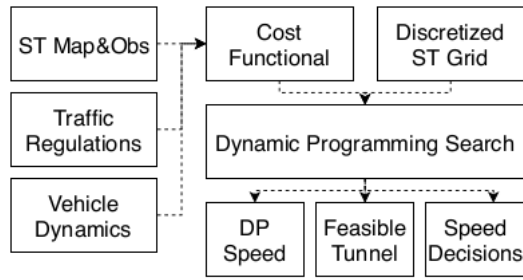 ST Map&Obs
Traffic
Regulations
Vehicle
Dynamics
Cost
Functional
Discretized
ST Grid
Dynamic Programming Search
DP
Speed
Feasible
Tunnel
Speed
Decisions